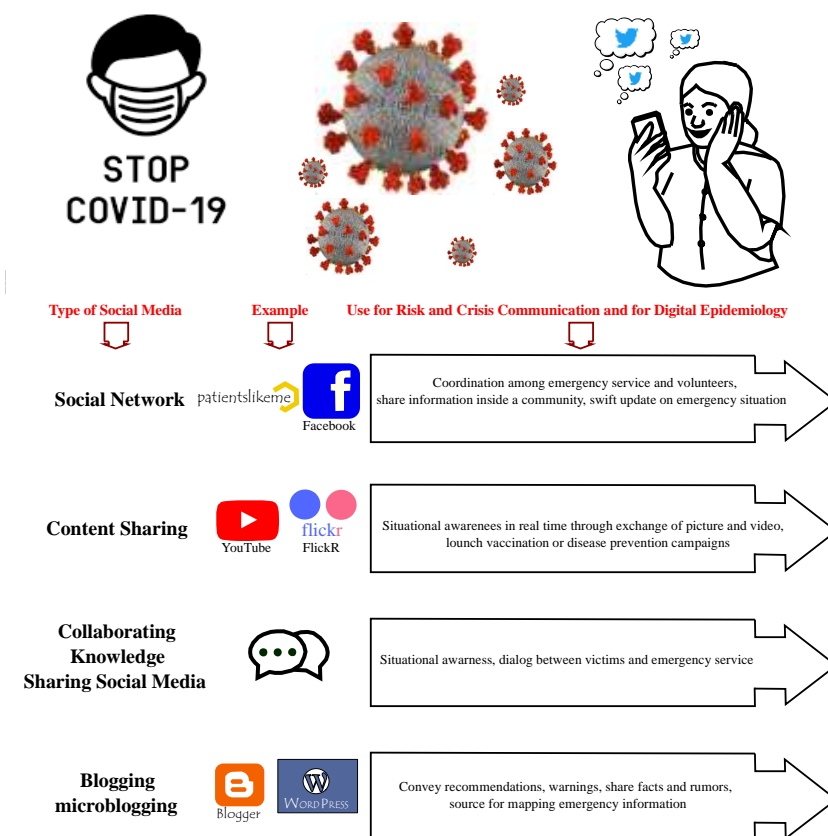 STOP
COVID-19
Type of Social Media
Example
Use for Risk and Crisis Communication and for Digital Epidemiology
Social Network
patientslikeme
f
Facebook
Coordination among emergency service and volunteers,
share information inside a community, swift update on emergency situation
Content Sharing
YouTube
flickr
FlickR
Situational awarenees in real time through exchange of picture and video,
lounch vaccination or disease prevention campaigns
Collaborating
Knowledge
Sharing Social Media
Situational awarness, dialog between victims and emergency service
Blogging
microblogging
Blogger
WORDPRESS
Convey recommendations, warnings, share facts and rumors,
source for mapping emergency information